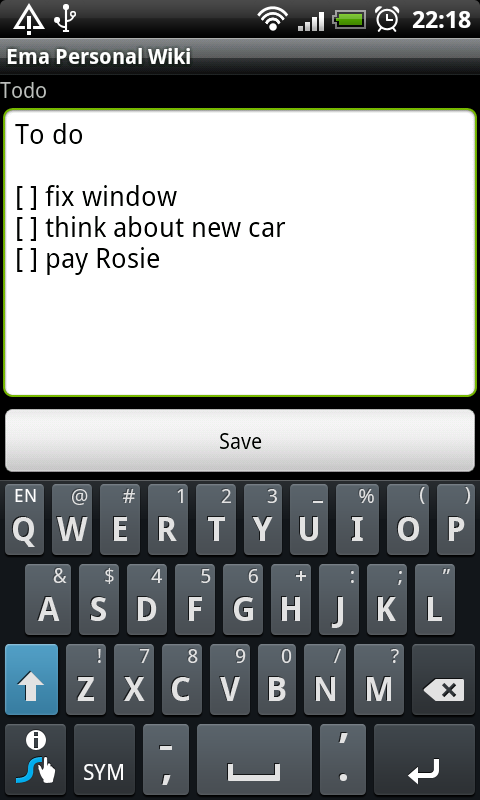 22:18
Ema Personal Wiki
Todo
To do
[ ] fix window
[ ] think about new car
[ ] pay Rosie
Save
EN @ # 1 2 3 _ % ( )
Q W E R T Y U I O P
& $ 4 5 6 + : ; "
A S D F G H J K L
! 7 8 9 0 / ?
Z X C V B N M
SYM - , ' .